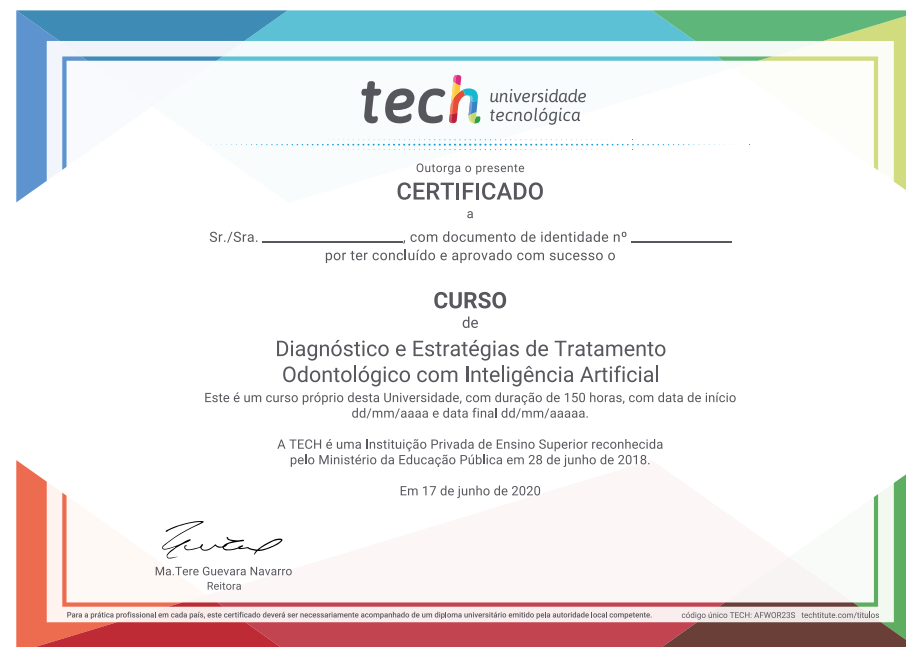 tech universidade
tecnológica
Outorga o presente
CERTIFICADO
a
Sr./Sra. ____________________, com documento de identidade nº ______________
por ter concluído e aprovado com sucesso o
CURSO
de
Diagnóstico e Estratégias de Tratamento
Odontológico com Inteligência Artificial
Este é um curso próprio desta Universidade, com duração de 150 horas, com data de início
dd/mm/aaaa e data final dd/mm/aaaaa.
A TECH é uma Instituição Privada de Ensino Superior reconhecida
pelo Ministério da Educação Pública em 28 de junho de 2018.
Em 17 de junho de 2020
Ma.Tere Guevara Navarro
Reitora
Para a prática profissional em cada país, este certificado deverá ser necessariamente acompanhado de um diploma universitário emitido pela autoridade local competente. código único TECH: AFWOR23S techtitute.com/titulos